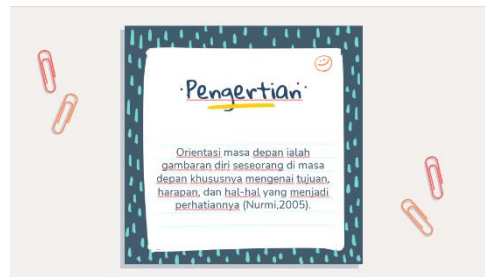 ·Pengertian·
Orientasi masa depan ialah
gambaran diri seseorang di masa
depan khususnya mengenai tujuan,
harapan, dan hal-hal yang menjadi
perhatiannya (Nurmi,2005).